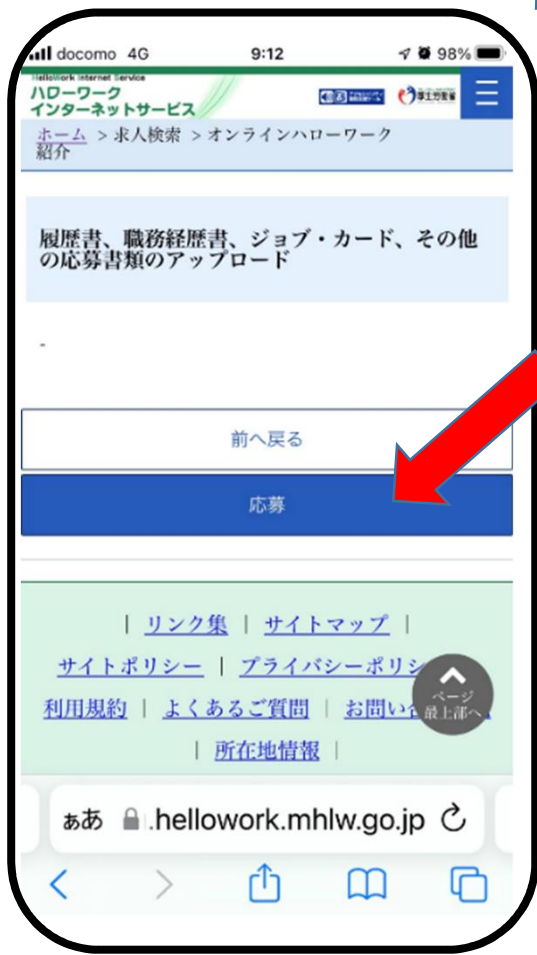 docomo 4G 9:12 98%
HelloWork Internet Service
ハローワーク
インターネットサービス
厚生労働省
ホーム > 求人検索 > オンラインハローワーク
紹介
履歴書、職務経歴書、ジョブ・カード、その他
の応募書類のアップロード
-
前へ戻る
応募
| リンク集 | サイトマップ |
サイトポリシー | プライバシーポリシ
利用規約 | よくあるご質問 | お問い合
ページ
最上部へ
| 所在地情報 |
ぁあ .hellowork.mhlw.go.jp